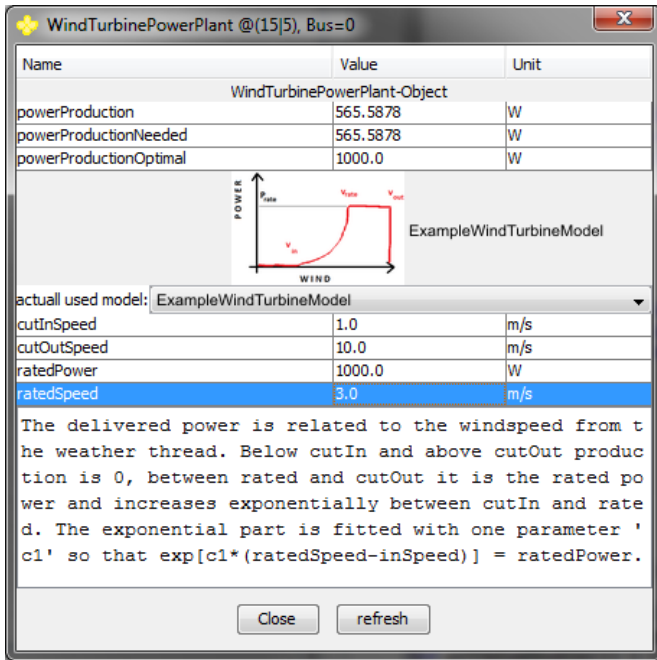 WindTurbinePowerPlant @(15|5), Bus=0
Name Value Unit
WindTurbinePowerPlant-Object
powerProduction 565.5878 W
powerProductionNeeded 565.5878 W
powerProductionOptimal 1000.0 W
POWER
Prate
vrate
vout
vin
WIND
ExampleWindTurbineModel
actuall used model: ExampleWindTurbineModel
cutInSpeed 1.0 m/s
cutOutSpeed 10.0 m/s
ratedPower 1000.0 W
ratedSpeed 3.0 m/s
The delivered power is related to the windspeed from t
he weather thread. Below cutIn and above cutOut produc
tion is 0, between rated and cutOut it is the rated po
wer and increases exponentially between cutIn and rate
d. The exponential part is fitted with one parameter '
c1' so that exp[c1*(ratedSpeed-inSpeed)] = ratedPower.
Close refresh